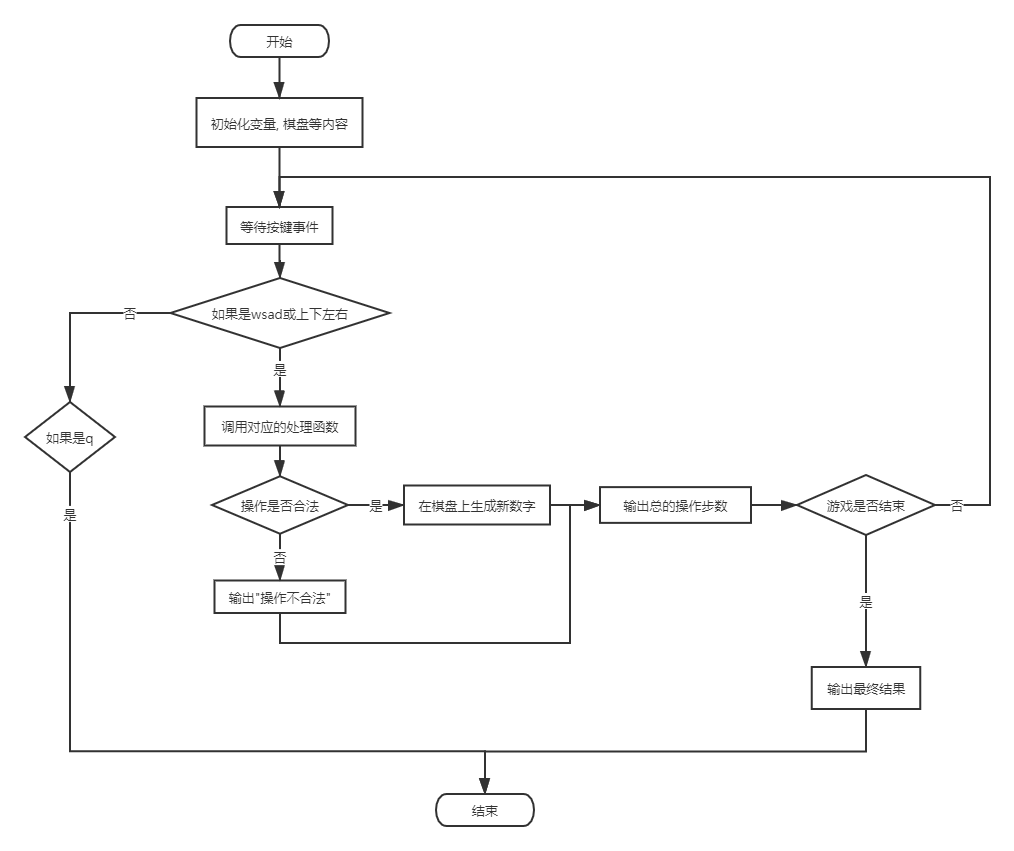 开始
初始化变量, 棋盘等内容
等待按键事件
如果是wsad或上下左右
否
是
如果是q
调用对应的处理函数
操作是否合法
是
在棋盘上生成新数字
输出总的操作步数
游戏是否结束
否
是
否
输出"操作不合法"
是
输出最终结果
结束